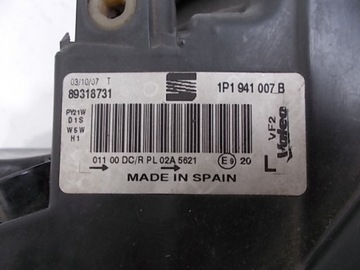 03/10/07 T
89318731
1P1 941 007 B
PY21W
D1S
W5W
H1
VF2
Valeo
L
011 00 DC/R PL 02A 5621
E 9 20
MADE IN SPAIN